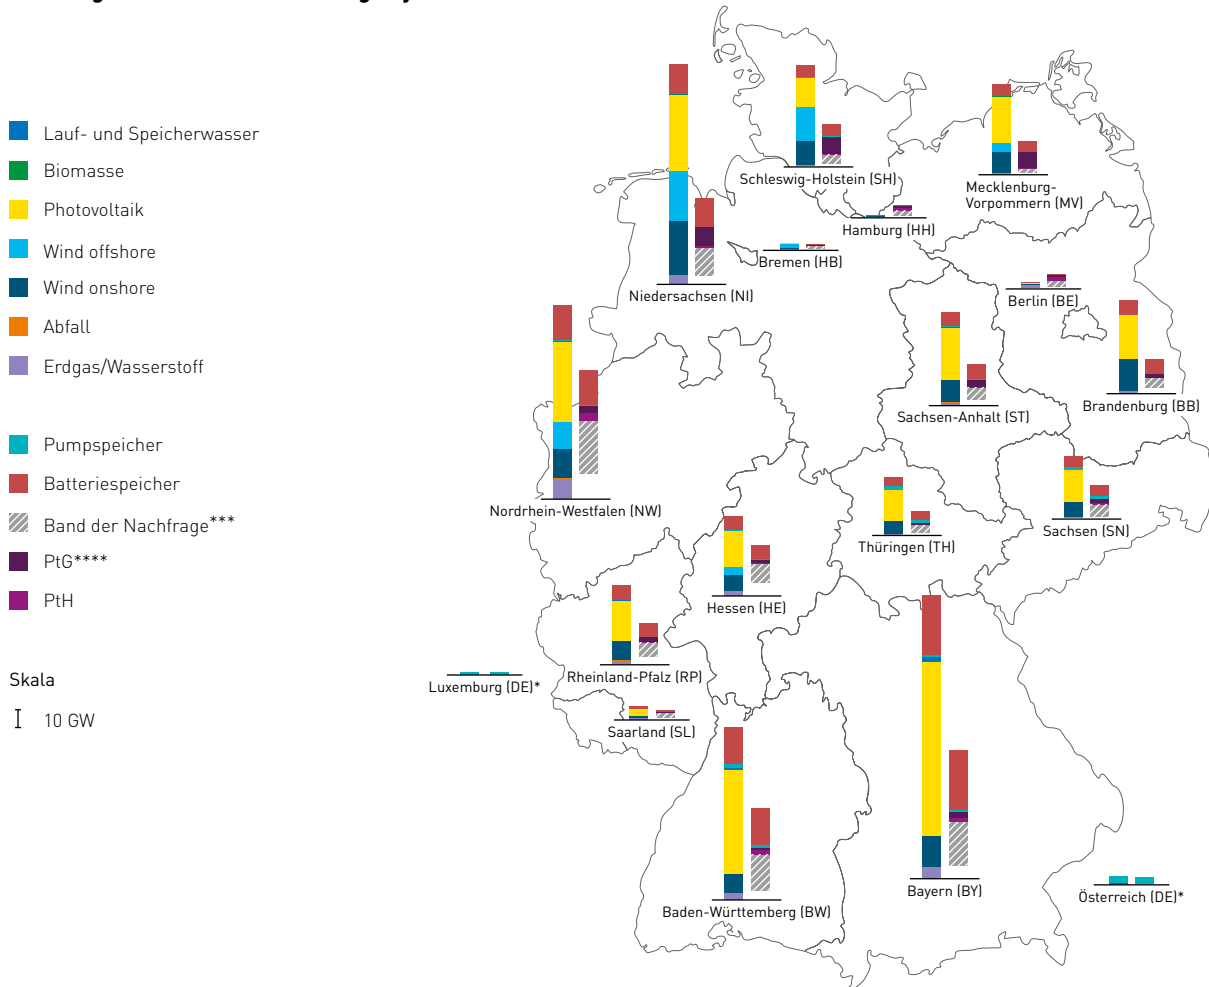 Lauf- und Speicherwasser
Biomasse
Photovoltaik
Wind offshore
Wind onshore
Abfall
Erdgas/Wasserstoff
Pumpspeicher
Batteriespeicher
Band der Nachfrage***
PtG****
PtH
Skala
10 GW
Schleswig-Holstein (SH)
Mecklenburg-
Vorpommern (MV)
Hamburg (HH)
Bremen (HB)
Niedersachsen (NI)
Berlin (BE)
Brandenburg (BB)
Sachsen-Anhalt (ST)
Nordrhein-Westfalen (NW)
Sachsen (SN)
Thüringen (TH)
Hessen (HE)
Rheinland-Pfalz (RP)
Luxemburg (DE)*
Saarland (SL)
Bayern (BY)
Österreich (DE)*
Baden-Württemberg (BW)